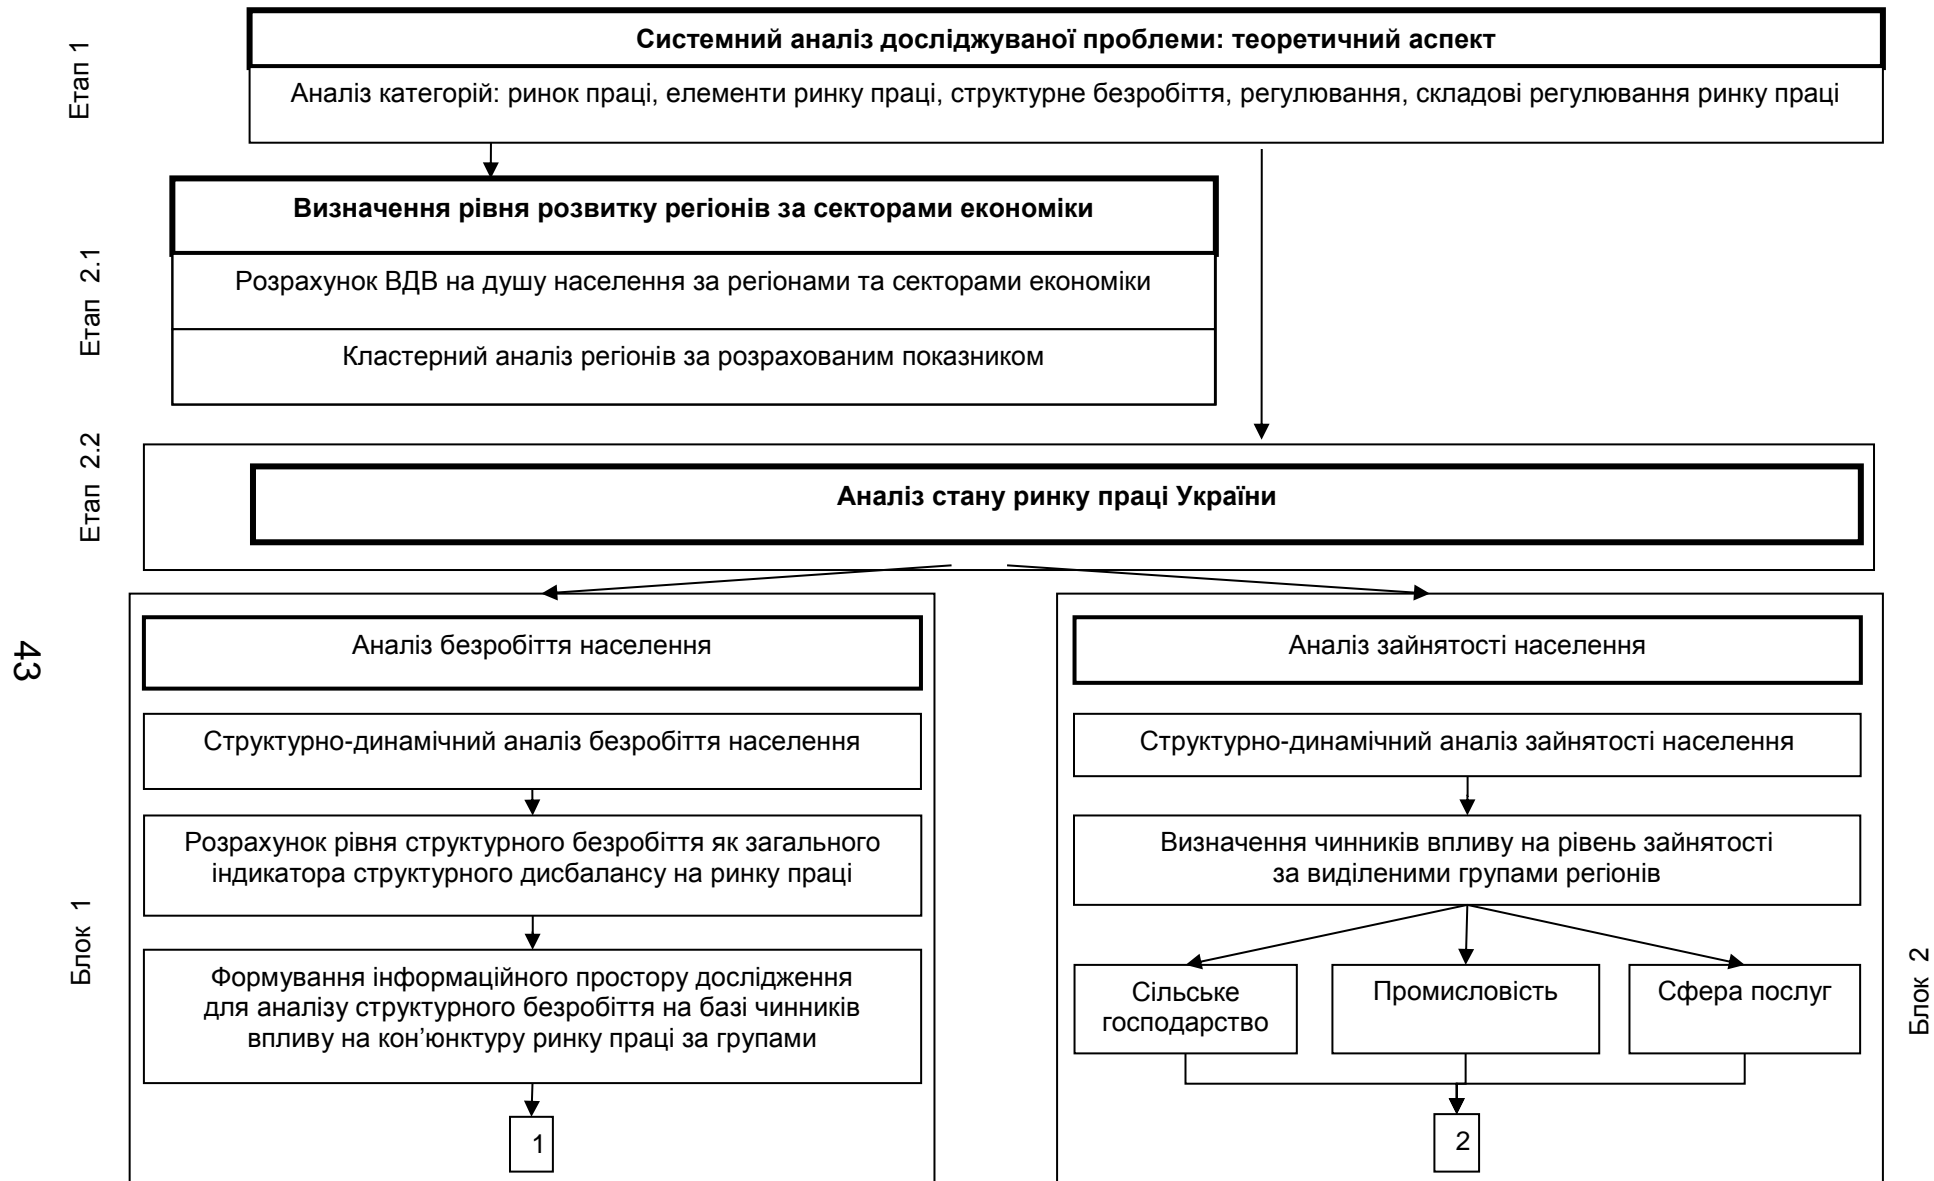 Етап 1
Системний аналіз досліджуваної проблеми: теоретичний аспект
Аналіз категорій: ринок праці, елементи ринку праці, структурне безробіття, регулювання, складові регулювання ринку праці
Етап 2.1
Визначення рівня розвитку регіонів за секторами економіки
Розрахунок ВДВ на душу населення за регіонами та секторами економіки
Кластерний аналіз регіонів за розрахованим показником
Етап 2.2
Аналіз стану ринку праці України
43
Блок 1
Аналіз безробіття населення
Структурно-динамічний аналіз безробіття населення
Розрахунок рівня структурного безробіття як загального
індикатора структурного дисбалансу на ринку праці
Формування інформаційного простору дослідження
для аналізу структурного безробіття на базі чинників
впливу на кон’юнктуру ринку праці за групами
1
Аналіз зайнятості населення
Структурно-динамічний аналіз зайнятості населення
Визначення чинників впливу на рівень зайнятості
за виділеними групами регіонів
Сільське
господарство
Промисловість
Сфера послуг
2
Блок 2